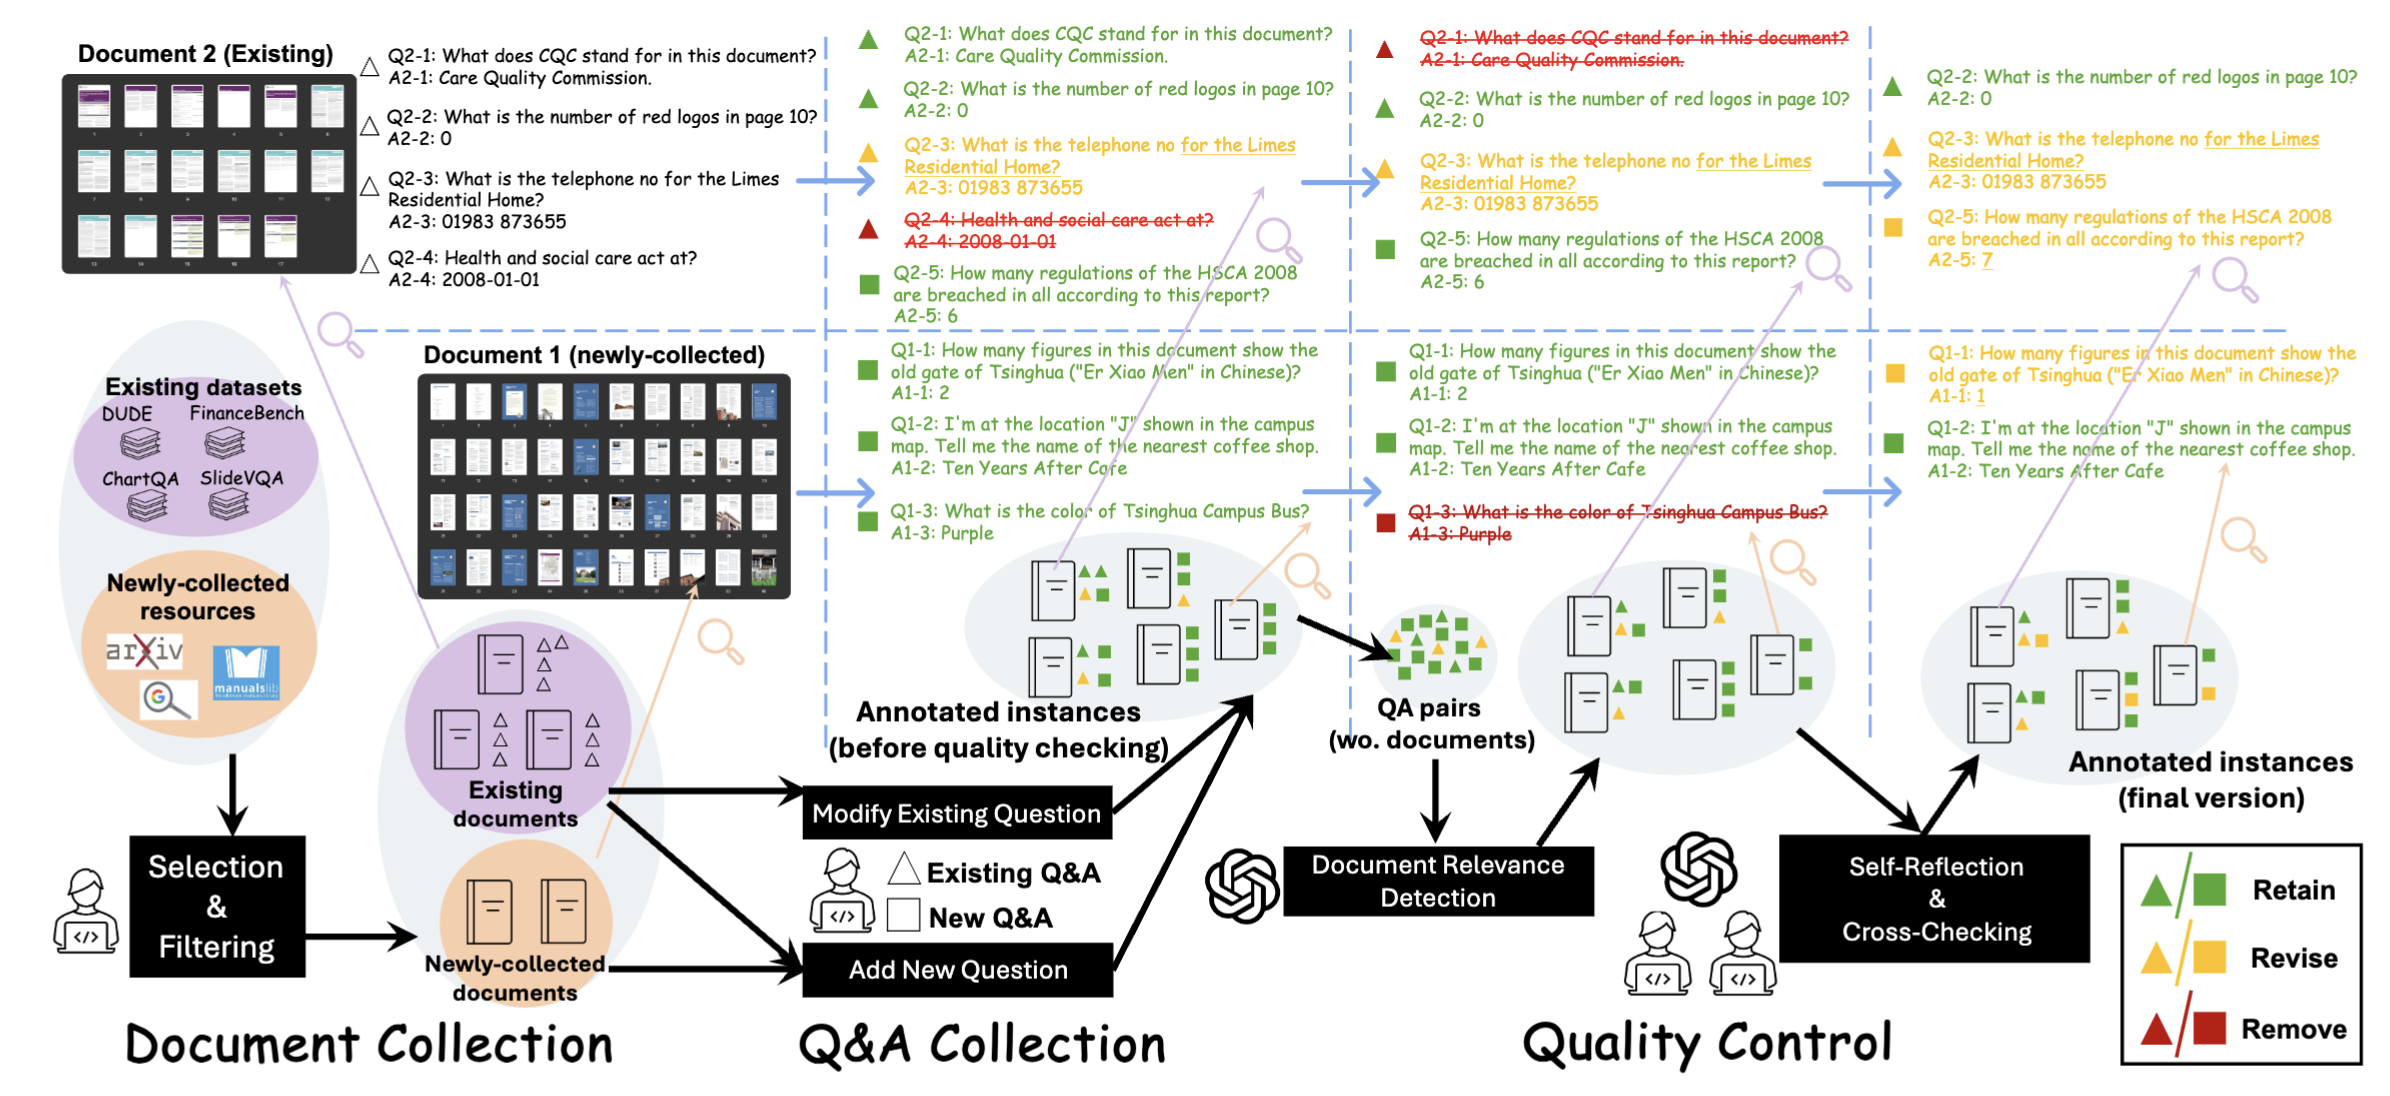 Document 2 (Existing)
Q2-1: What does CQC stand for in this document?
A2-1: Care Quality Commission.
Q2-2: What is the number of red logos in page 10?
A2-2: 0
Q2-3: What is the telephone no for the Limes
Residential Home?
A2-3: 01983 873655
Q2-4: Health and social care act at?
A2-4: 2008-01-01
Q2-1: What does CQC stand for in this document?
A2-1: Care Quality Commission.
Q2-2: What is the number of red logos in page 10?
A2-2: 0
Q2-3: What is the telephone no for the Limes
Residential Home?
A2-3: 01983 873655
Q2-4: Health and social care act at?
A2-4: 2008-01-01
Q2-5: How many regulations of the HSCA 2008
are breached in all according to this report?
A2-5: 6
Q2-1: What does CQC stand for in this document?
A2-1: Care Quality Commission.
Q2-2: What is the number of red logos in page 10?
A2-2: 0
Q2-3: What is the telephone no for the Limes
Residential Home?
A2-3: 01983 873655
Q2-5: How many regulations of the HSCA 2008
are breached in all according to this report?
A2-5: 6
Q2-2: What is the number of red logos in page 10?
A2-2: 0
Q2-3: What is the telephone no for the Limes
Residential Home?
A2-3: 01983 873655
Q2-5: How many regulations of the HSCA 2008
are breached in all according to this report?
A2-5: 7
Document 1 (newly-collected)
Q1-1: How many figures in this document show the
old gate of Tsinghua ("Er Xiao Men" in Chinese)?
A1-1: 2
Q1-2: I'm at the location "J" shown in the campus
map. Tell me the name of the nearest coffee shop.
A1-2: Ten Years After Cafe
Q1-3: What is the color of Tsinghua Campus Bus?
A1-3: Purple
Q1-1: How many figures in this document show the
old gate of Tsinghua ("Er Xiao Men" in Chinese)?
A1-1: 2
Q1-2: I'm at the location "J" shown in the campus
map. Tell me the name of the nearest coffee shop.
A1-2: Ten Years After Cafe
Q1-3: What is the color of Tsinghua Campus Bus?
A1-3: Purple
Q1-1: How many figures in this document show the
old gate of Tsinghua ("Er Xiao Men" in Chinese)?
A1-1: 1
Q1-2: I'm at the location "J" shown in the campus
map. Tell me the name of the nearest coffee shop.
A1-2: Ten Years After Cafe
Existing datasets
DUDE
FinanceBench
ChartQA
SlideVQA
Newly-collected
resources
arXiv
manualslib
G
Existing
documents
Newly-collected
documents
Selection
&
Filtering
Annotated instances
(before quality checking)
Modify Existing Question
Existing Q&A
New Q&A
Add New Question
QA pairs
(wo. documents)
Document Relevance
Detection
Self-Reflection
&
Cross-Checking
Annotated instances
(final version)
Retain
Revise
Remove
Document Collection
Q&A Collection
Quality Control